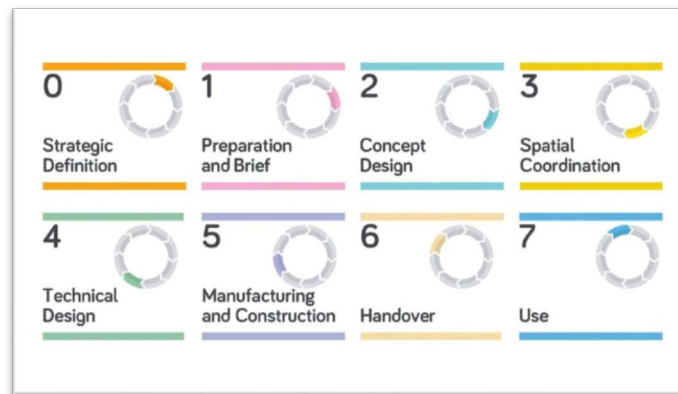 0
Strategic
Definition
1
Preparation
and Brief
2
Concept
Design
3
Spatial
Coordination
4
Technical
Design
5
Manufacturing
and Construction
6
Handover
7
Use